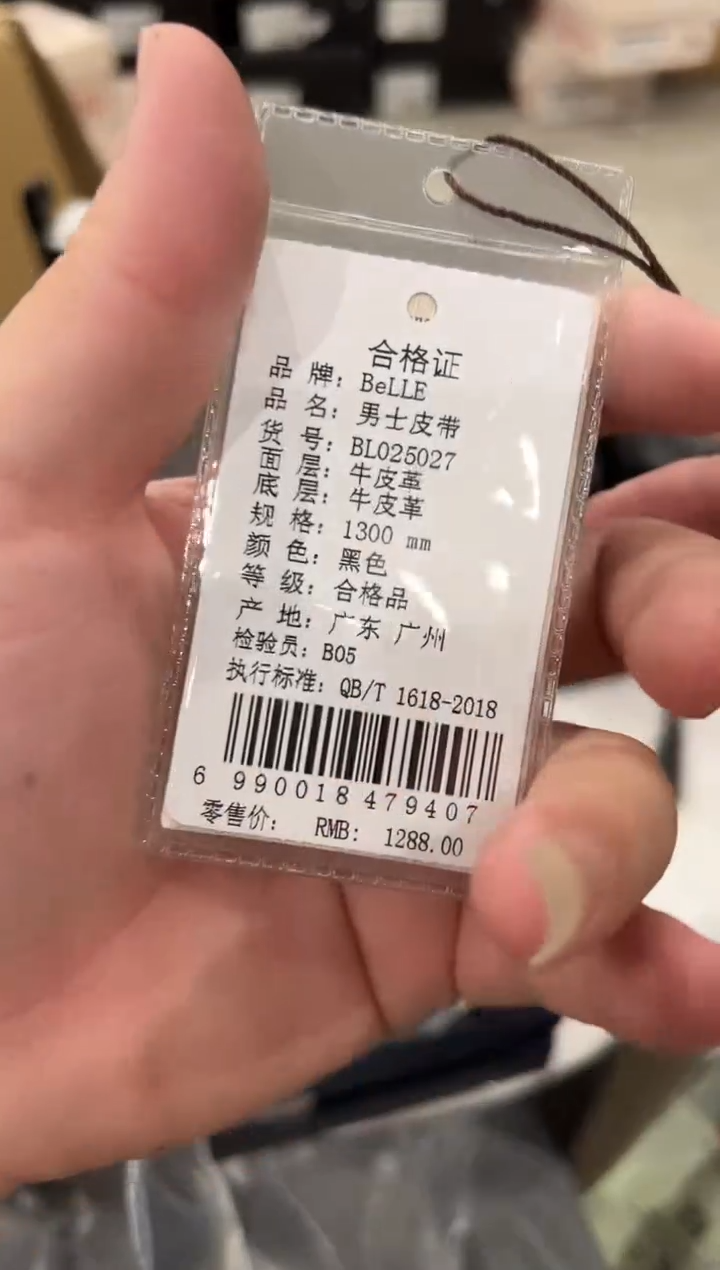 合格证
品 牌：BeLLE
品 名：男士皮带
货 号：BL025027
面 层：牛皮革
底 层：牛皮革
规 格：1300 mm
颜 色：黑色
等 级：合格品
产 地：广东 广州
检验员：B05
执行标准：QB/T 1618-2018
6 990018 479407
零售价： RMB: 1288.00